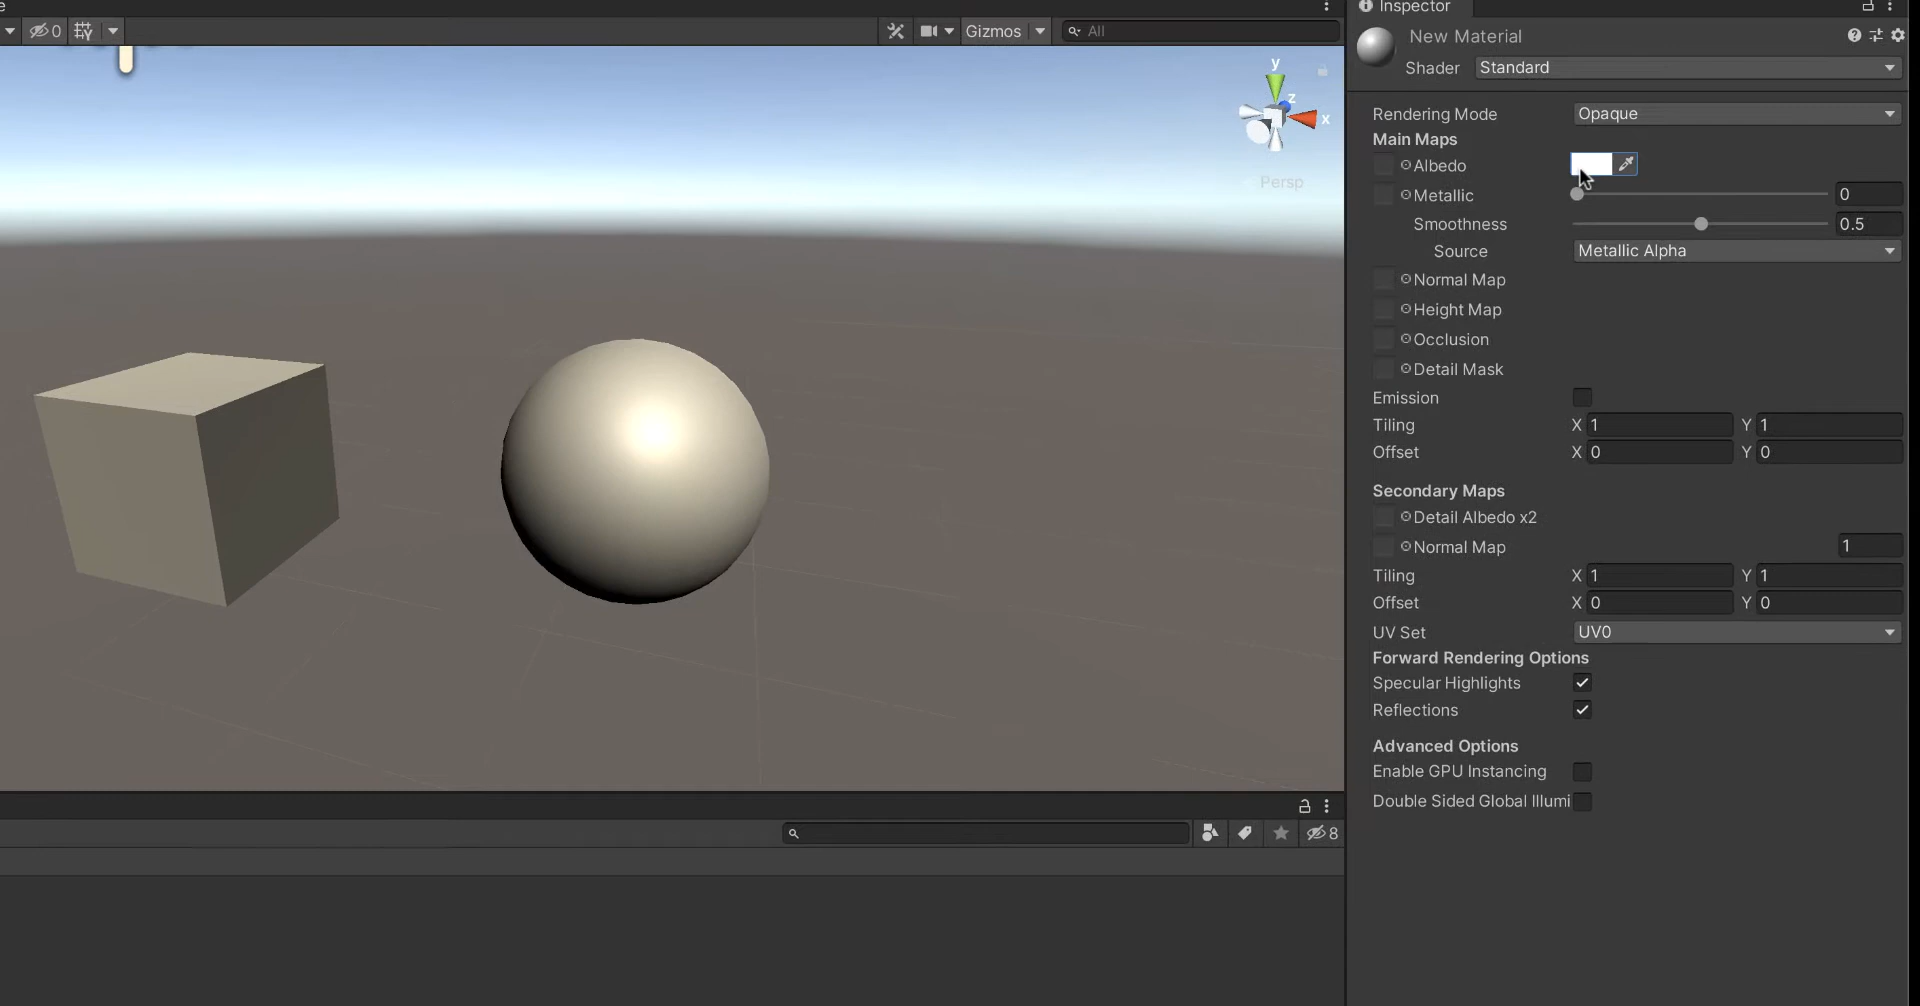 Inspector
0
Gizmos
All
New Material
Shader Standard
y
z
x
Persp
Rendering Mode Opaque
Main Maps
Albedo
Metallic 0
Smoothness 0.5
Source Metallic Alpha
Normal Map
Height Map
Occlusion
Detail Mask
Emission
Tiling X 1 Y 1
Offset X 0 Y 0
Secondary Maps
Detail Albedo x2
Normal Map 1
Tiling X 1 Y 1
Offset X 0 Y 0
UV Set UV0
Forward Rendering Options
Specular Highlights
Reflections
Advanced Options
Enable GPU Instancing
Double Sided Global Illumi
8